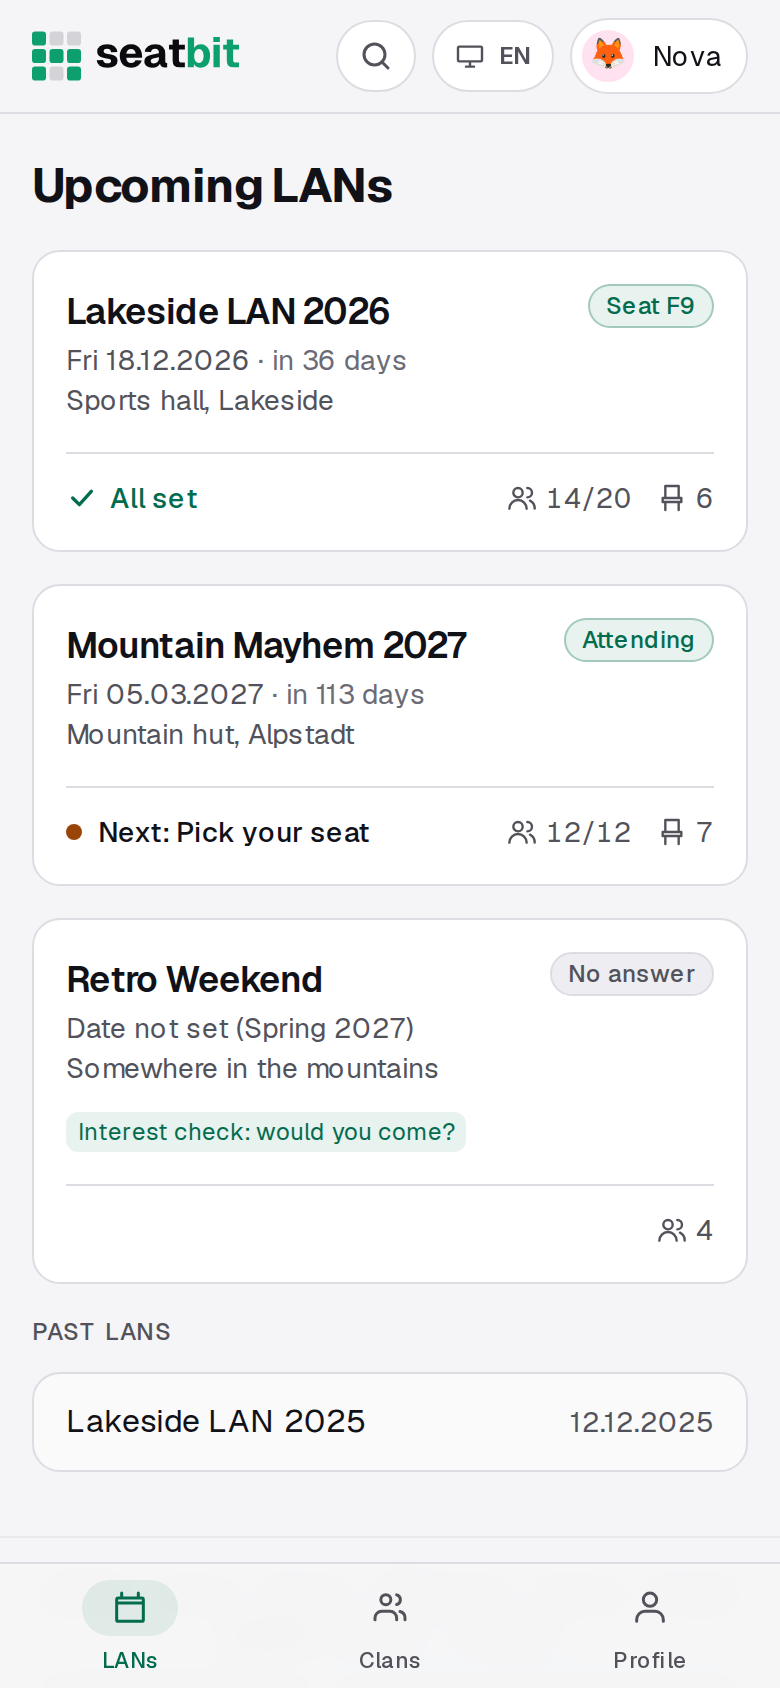 seatbit
EN
Nova
Upcoming LANs
Lakeside LAN 2026
Seat F9
Fri 18.12.2026 · in 36 days
Sports hall, Lakeside
All set
14/20
6
Mountain Mayhem 2027
Attending
Fri 05.03.2027 · in 113 days
Mountain hut, Alpstadt
Next: Pick your seat
12/12
7
Retro Weekend
No answer
Date not set (Spring 2027)
Somewhere in the mountains
Interest check: would you come?
4
PAST LANS
Lakeside LAN 2025
12.12.2025
LANs
Clans
Profile